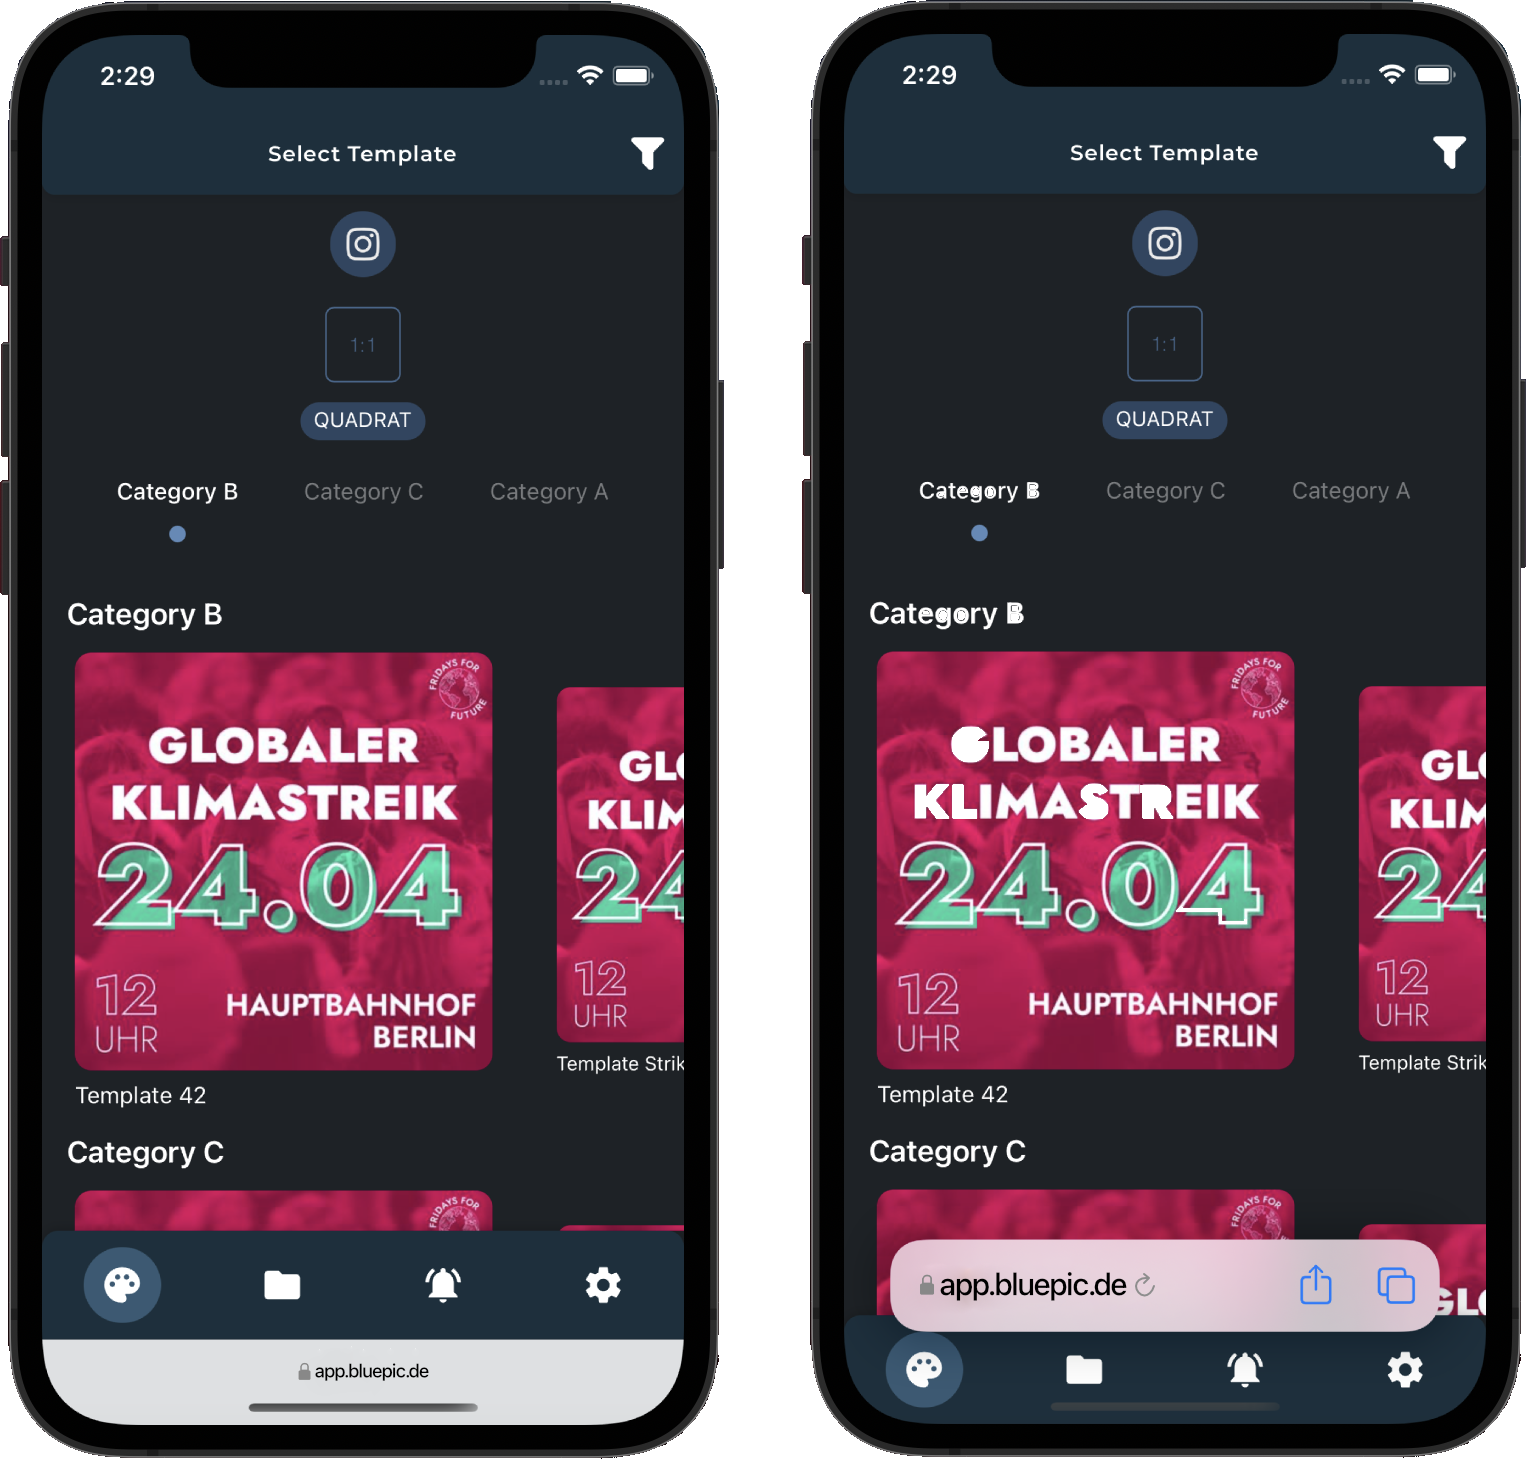 2:29
Select Template
1:1
QUADRAT
Category B Category C Category A
Category B
FRIDAYS FOR
FUTURE
GLOBALER
KLIMASTREIK
24.04
12
UHR
HAUPTBAHNHOF
BERLIN
Template 42
GL
KLIM
24
12
UHR
Template Strik
Category C
FRIDAYS FOR
app.bluepic.de
2:29
Select Template
1:1
QUADRAT
Category B Category C Category A
Category B
FRIDAYS FOR
FUTURE
GLOBALER
KLIMASTREIK
24.04
12
UHR
HAUPTBAHNHOF
BERLIN
Template 42
GL
KLIM
24
12
UHR
Template Strik
Category C
FRIDAYS FOR
app.bluepic.de
GL